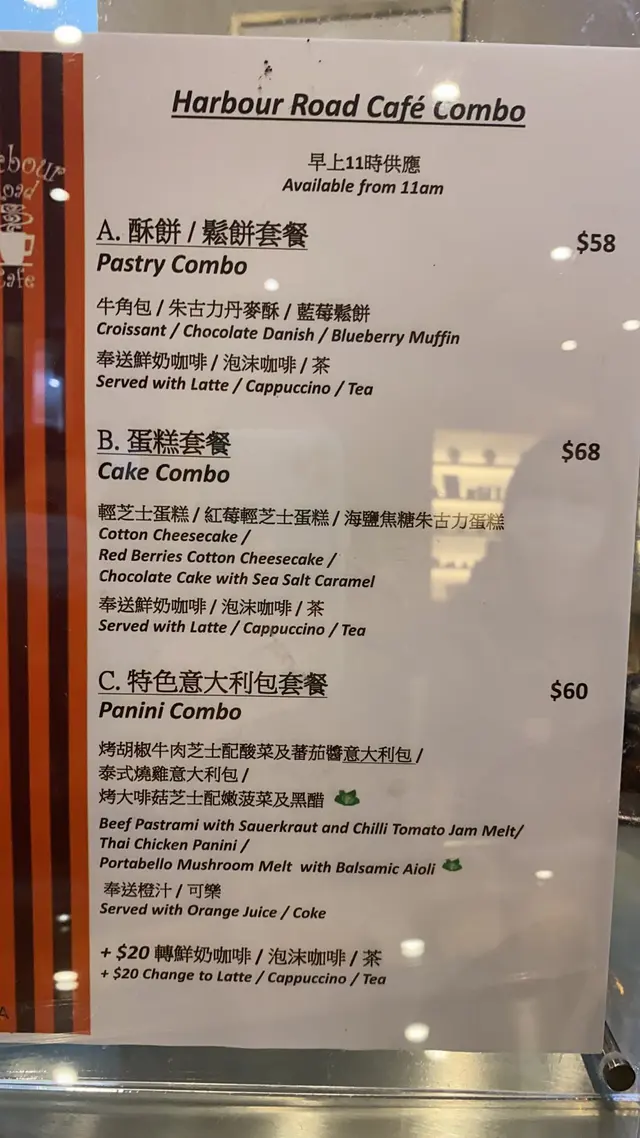 Harbour Road Café Combo
早上11時供應
Available from 11am
A. 酥餅 / 鬆餅套餐 $58
Pastry Combo
牛角包 / 朱古力丹麥酥 / 藍莓鬆餅
Croissant / Chocolate Danish / Blueberry Muffin
奉送鮮奶咖啡 / 泡沫咖啡 / 茶
Served with Latte / Cappuccino / Tea
B. 蛋糕套餐 $68
Cake Combo
輕芝士蛋糕 / 紅莓輕芝士蛋糕 / 海鹽焦糖朱古力蛋糕
Cotton Cheesecake /
Red Berries Cotton Cheesecake /
Chocolate Cake with Sea Salt Caramel
奉送鮮奶咖啡 / 泡沫咖啡 / 茶
Served with Latte / Cappuccino / Tea
C. 特色意大利包套餐 $60
Panini Combo
烤胡椒牛肉芝士配酸菜及蕃茄醬意大利包 /
泰式燒雞意大利包 /
烤大啡菇芝士配嫩菠菜及黑醋
Beef Pastrami with Sauerkraut and Chilli Tomato Jam Melt/
Thai Chicken Panini /
Portabello Mushroom Melt with Balsamic Aioli
奉送橙汁 / 可樂
Served with Orange Juice / Coke
+ $20 轉鮮奶咖啡 / 泡沫咖啡 / 茶
+ $20 Change to Latte / Cappuccino / Tea